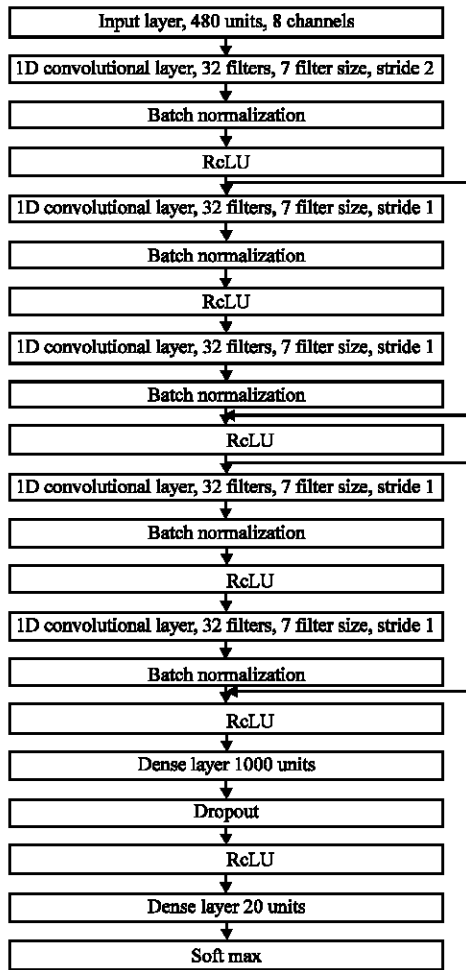 Input layer, 480 units, 8 channels
1D convolutional layer, 32 filters, 7 filter size, stride 2
Batch normalization
RcLU
1D convolutional layer, 32 filters, 7 filter size, stride 1
Batch normalization
RcLU
1D convolutional layer, 32 filters, 7 filter size, stride 1
Batch normalization
RcLU
1D convolutional layer, 32 filters, 7 filter size, stride 1
Batch normalization
RcLU
1D convolutional layer, 32 filters, 7 filter size, stride 1
Batch normalization
RcLU
Dense layer 1000 units
Dropout
RcLU
Dense layer 20 units
Soft max